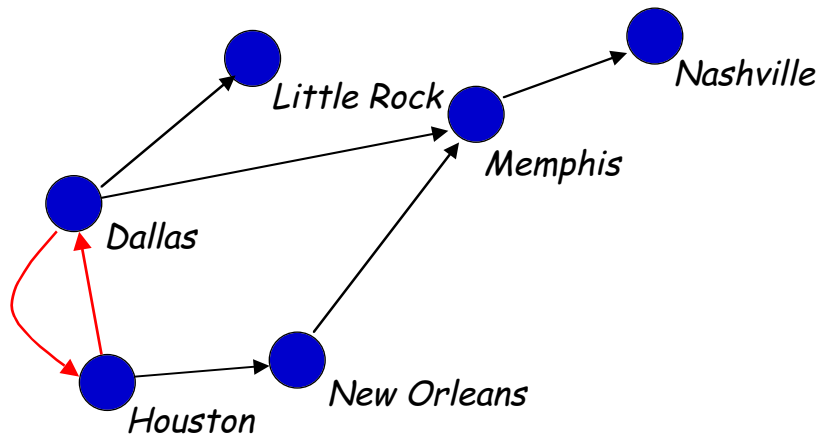 Nashville
Little Rock
Memphis
Dallas
New Orleans
Houston